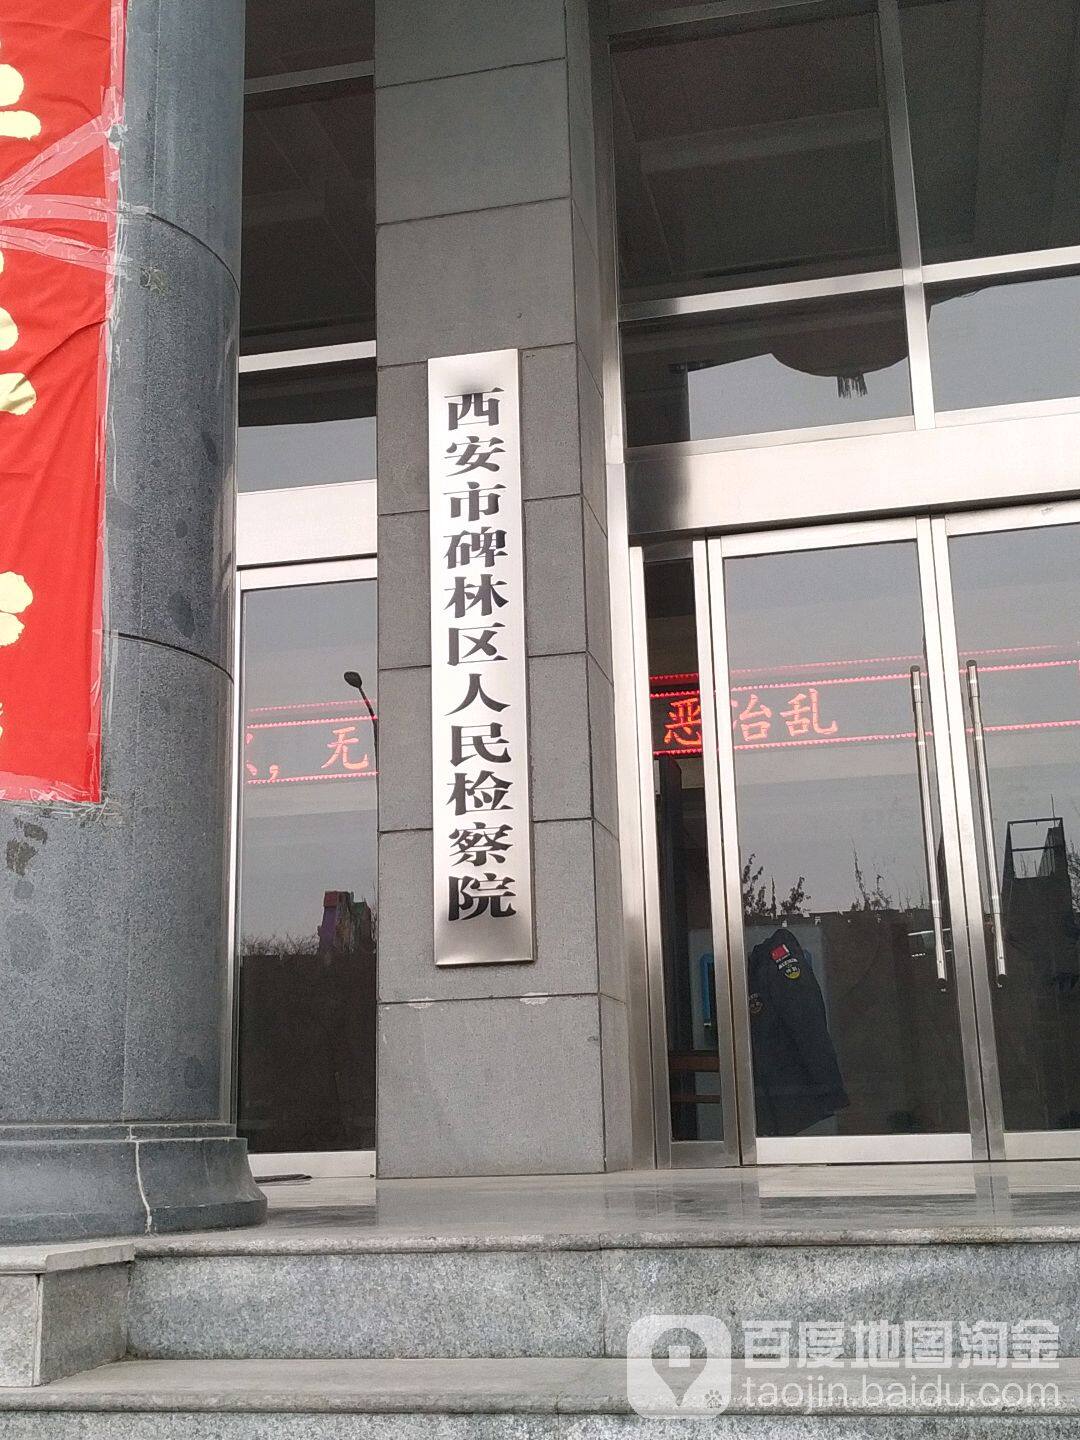 西安市碑林区人民检察院
，无
恶治乱
百度地图淘金
taojin.baidu.com